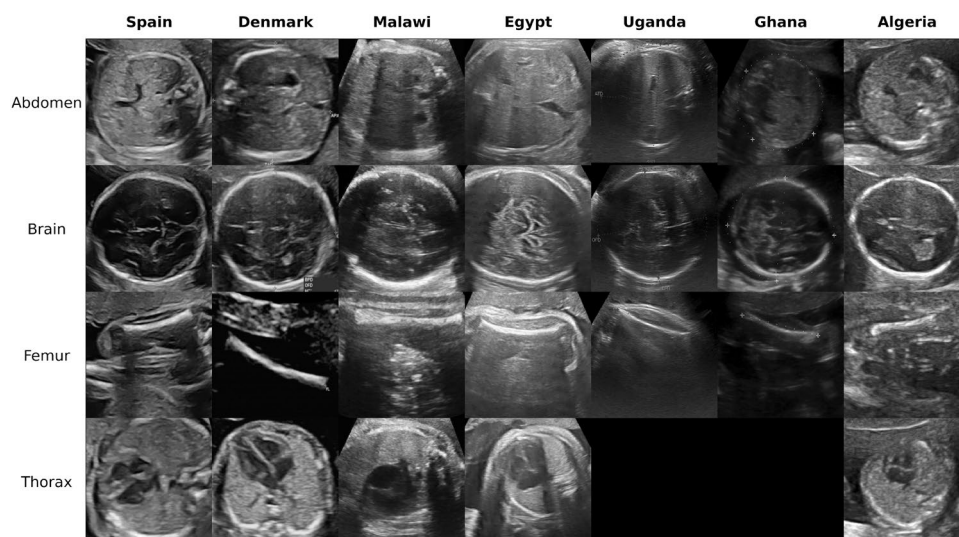 Spain Denmark Malawi Egypt Uganda Ghana Algeria
Abdomen
Brain
Femur
Thorax